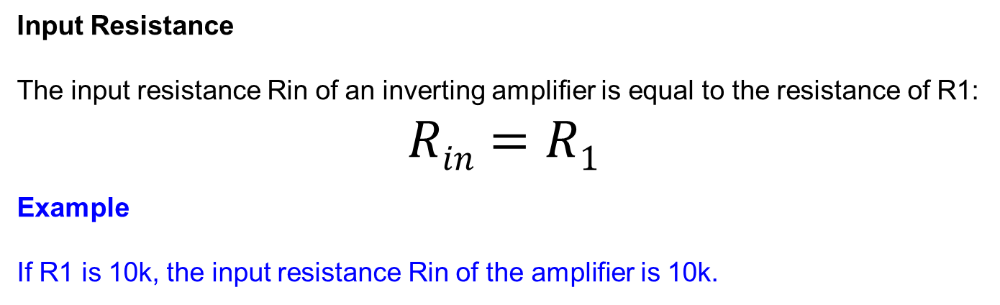 Input Resistance
The input resistance Rin of an inverting amplifier is equal to the resistance of R1:
R_{in} = R_1
Example
If R1 is 10k, the input resistance Rin of the amplifier is 10k.